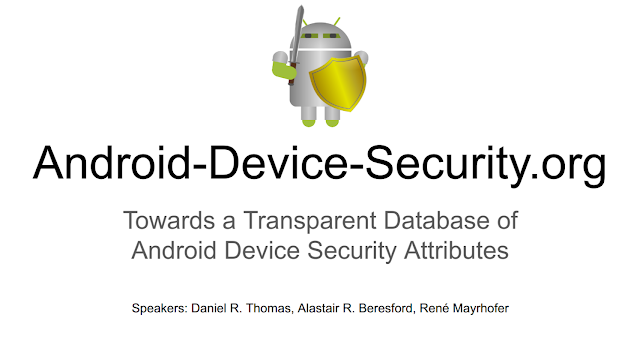 Android-Device-Security.org
Towards a Transparent Database of
Android Device Security Attributes
Speakers: Daniel R. Thomas, Alastair R. Beresford, René Mayrhofer